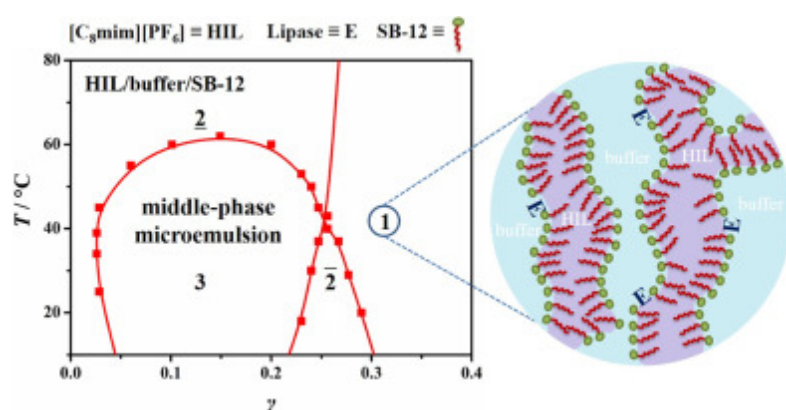 [C₈mim][PF₆] ≡ HIL Lipase ≡ E SB-12 ≡
HIL/buffer/SB-12
T / °C
80
60
40
20
0.0 0.1 0.2 0.3 0.4
γ
2̲
middle-phase
microemulsion
3
2̅
1
E
HIL
buffer
E
HIL
buffer
buffer
E
E